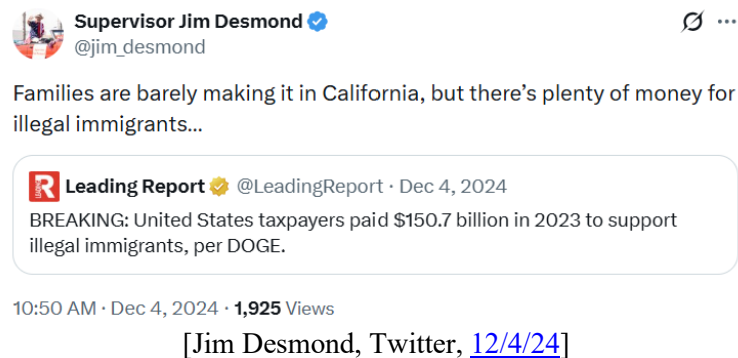 Supervisor Jim Desmond
@jim_desmond
Families are barely making it in California, but there’s plenty of money for
illegal immigrants...
Leading Report @LeadingReport · Dec 4, 2024
BREAKING: United States taxpayers paid $150.7 billion in 2023 to support
illegal immigrants, per DOGE.
10:50 AM · Dec 4, 2024 · 1,925 Views
[Jim Desmond, Twitter, 12/4/24]